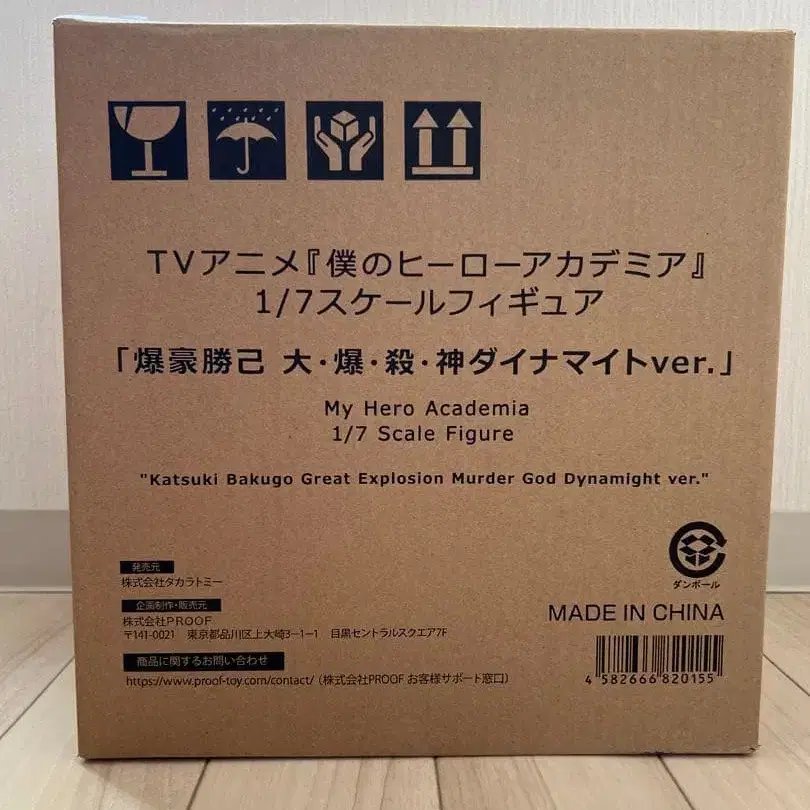 TVアニメ『僕のヒーローアカデミア』
1/7スケールフィギュア
「爆豪勝己 大・爆・殺・神ダイナマイトver.」
My Hero Academia
1/7 Scale Figure
"Katsuki Bakugo Great Explosion Murder God Dynamight ver."
発売元
株式会社タカラトミー
企画制作・販売元
株式会社PROOF
〒141-0021 東京都品川区上大崎3-1-1 目黒セントラルスクエア7F
商品に関するお問い合わせ
https://www.proof-toy.com/contact/（株式会社PROOF お客様サポート窓口）
ダンボール
MADE IN CHINA
4 582666 820155